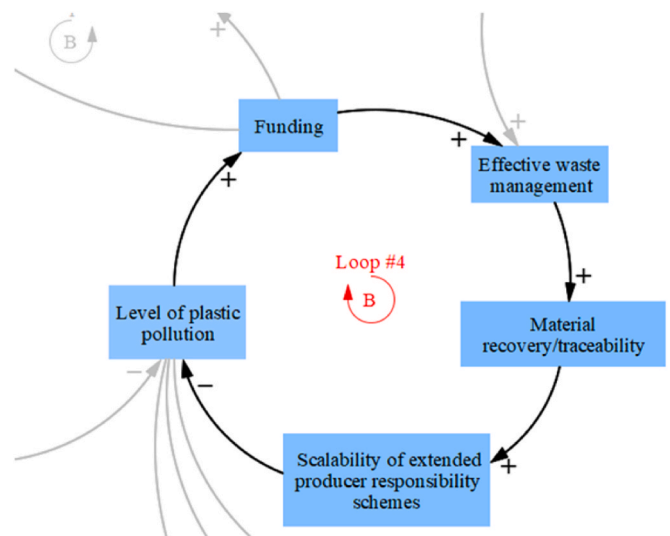 B
+
Funding
+
+
Effective waste
management
+
Loop #4
B
+
Level of plastic
pollution
Material
recovery/traceability
−
−
Scalability of extended
producer responsibility
schemes
+